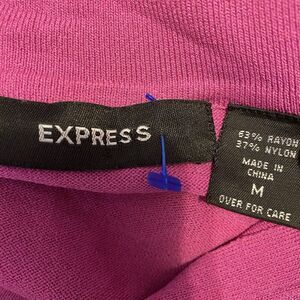 EXPRESS
63% RAYON
37% NYLON
MADE IN
CHINA
M
OVER FOR CARE